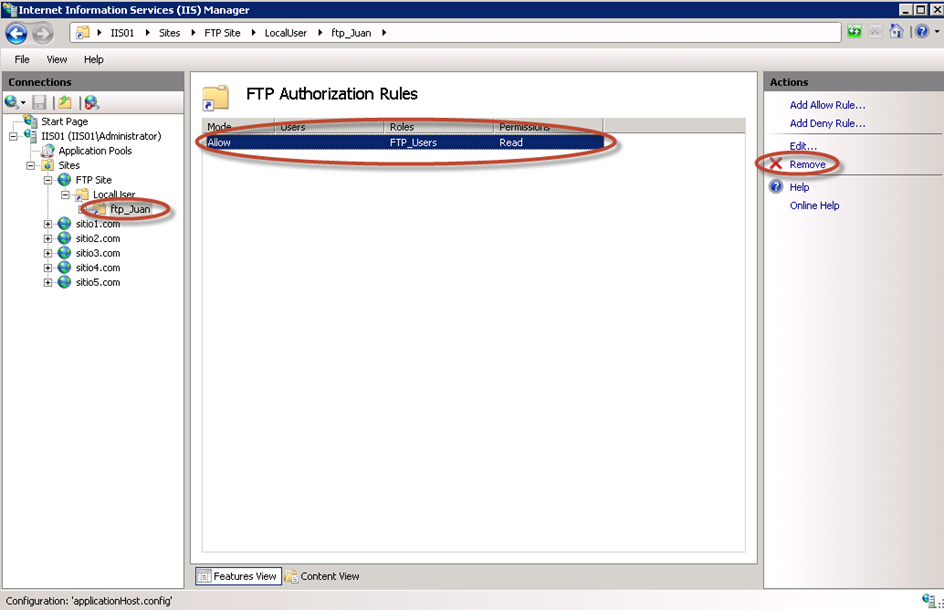 Internet Information Services (IIS) Manager
IIS01 Sites FTP Site LocalUser ftp_Juan
File View Help
Connections
Start Page
IIS01 (IIS01\Administrator)
Application Pools
Sites
FTP Site
LocalUser
ftp_Juan
sitio1.com
sitio2.com
sitio3.com
sitio4.com
sitio5.com
FTP Authorization Rules
Mode Users Roles Permissions
Allow FTP_Users Read
Features View Content View
Actions
Add Allow Rule...
Add Deny Rule...
Edit...
Remove
Help
Online Help
Configuration: 'applicationHost.config'